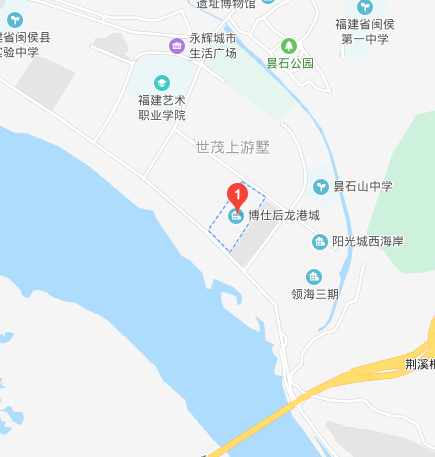 遗址博物馆
福建省闽侯
第一中学
建省闽侯县
实验中学
永辉城市
生活广场
昙石公园
福建艺术
职业学院
世茂上游墅
昙石山中学
1
博仕后龙港城
阳光城西海岸
领海三期
荆溪